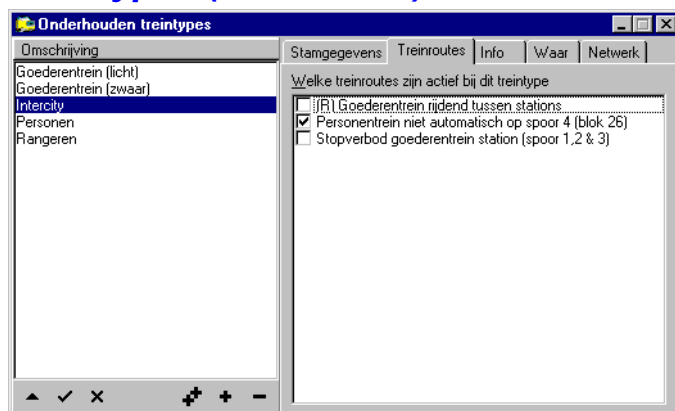 Onderhouden treintypes
Omschrijving
Goederentrein (licht)
Goederentrein (zwaar)
Intercity
Personen
Rangeren
Stamgegevens Treinroutes Info Waar Netwerk
Welke treinroutes zijn actief bij dit treintype
(R) Goederentrein rijdend tussen stations
Personentrein niet automatisch op spoor 4 (blok 26)
Stopverbod goederentrein station (spoor 1,2 & 3)